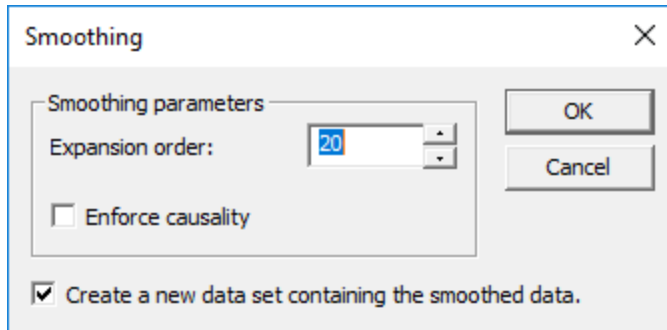 Smoothing
Smoothing parameters
Expansion order: 20
OK
Cancel
Enforce causality
Create a new data set containing the smoothed data.